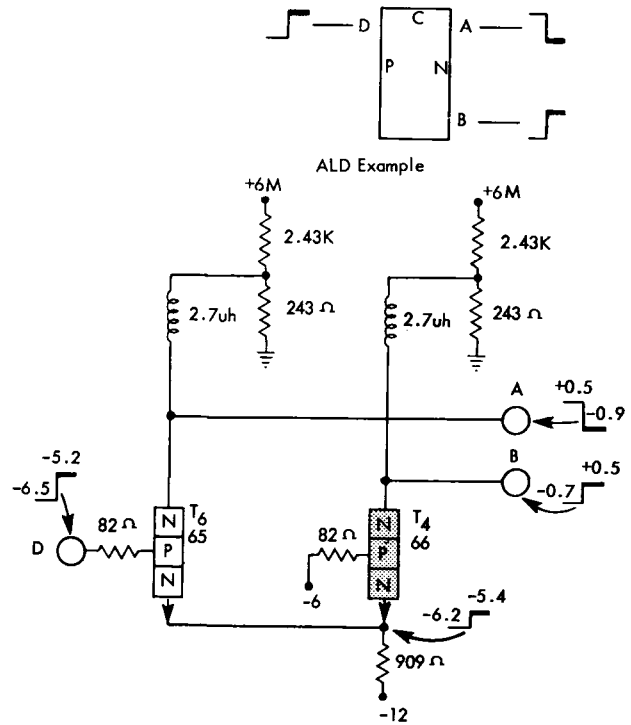 C
D
A
P
N
B
ALD Example
+6M
+6M
2.43K
2.43K
2.7uh
243 Ω
2.7uh
243 Ω
A
+0.5
-0.9
B
+0.5
-0.7
-5.2
-6.5
D
82 Ω
N
P
N
T6
65
82 Ω
-6
N
P
N
T4
66
-5.4
-6.2
909 Ω
-12